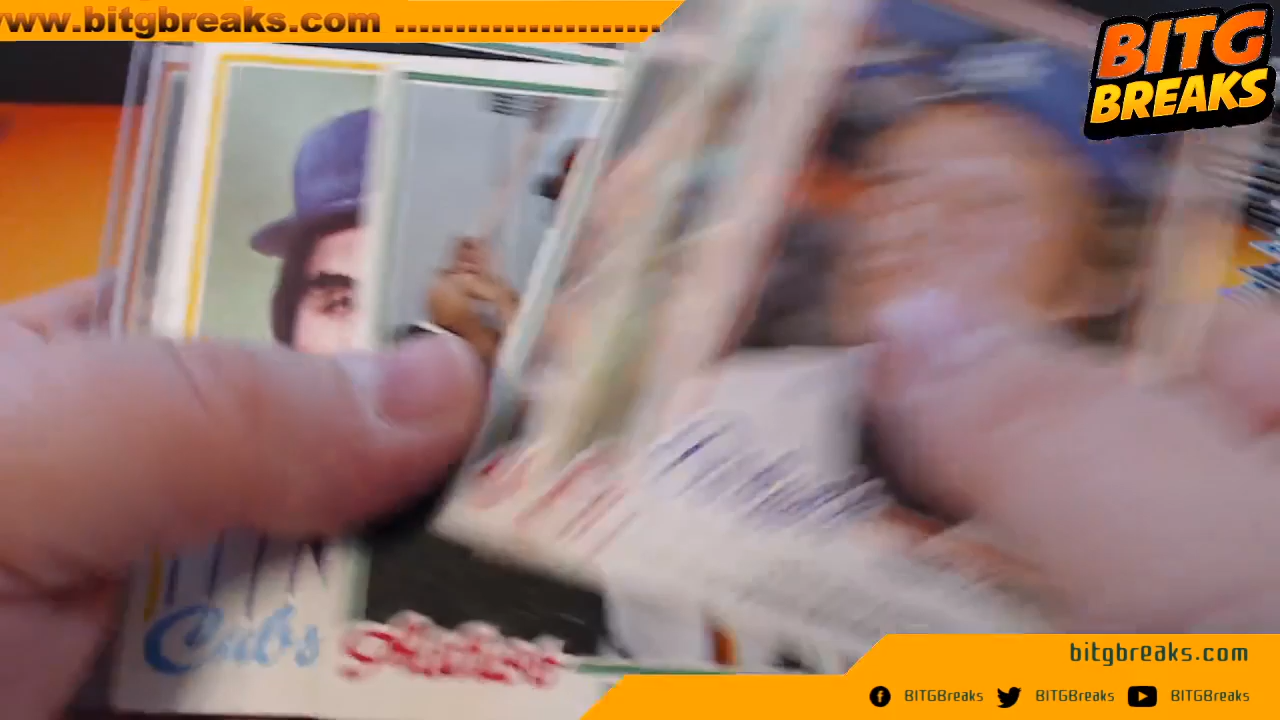 www.bitgbreaks.com ..............................
BITG
BREAKS
Cubs
bitgbreaks.com
BITGBreaks
BITGBreaks
BITGBreaks